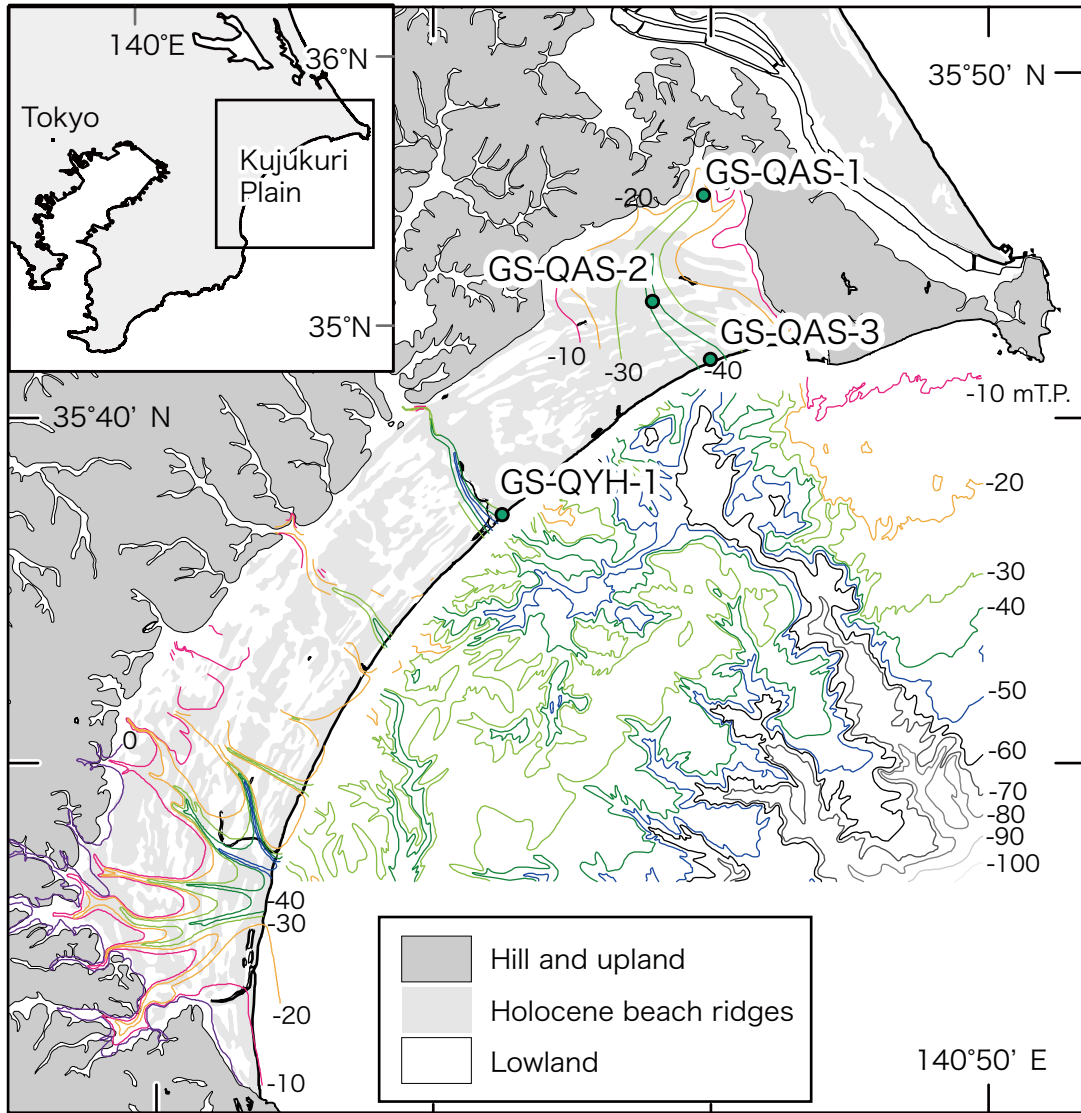 140°E
36°N
35°50’ N
Tokyo
Kujukuri
Plain
GS-QAS-1
-20
GS-QAS-2
35°N
GS-QAS-3
-10
-30
-40
-10 mT.P.
35°40’ N
GS-QYH-1
-20
-30
-40
-50
0
-60
-70
-80
-90
-100
-40
-30
Hill and upland
Holocene beach ridges
-20
Lowland
140°50’ E
-10